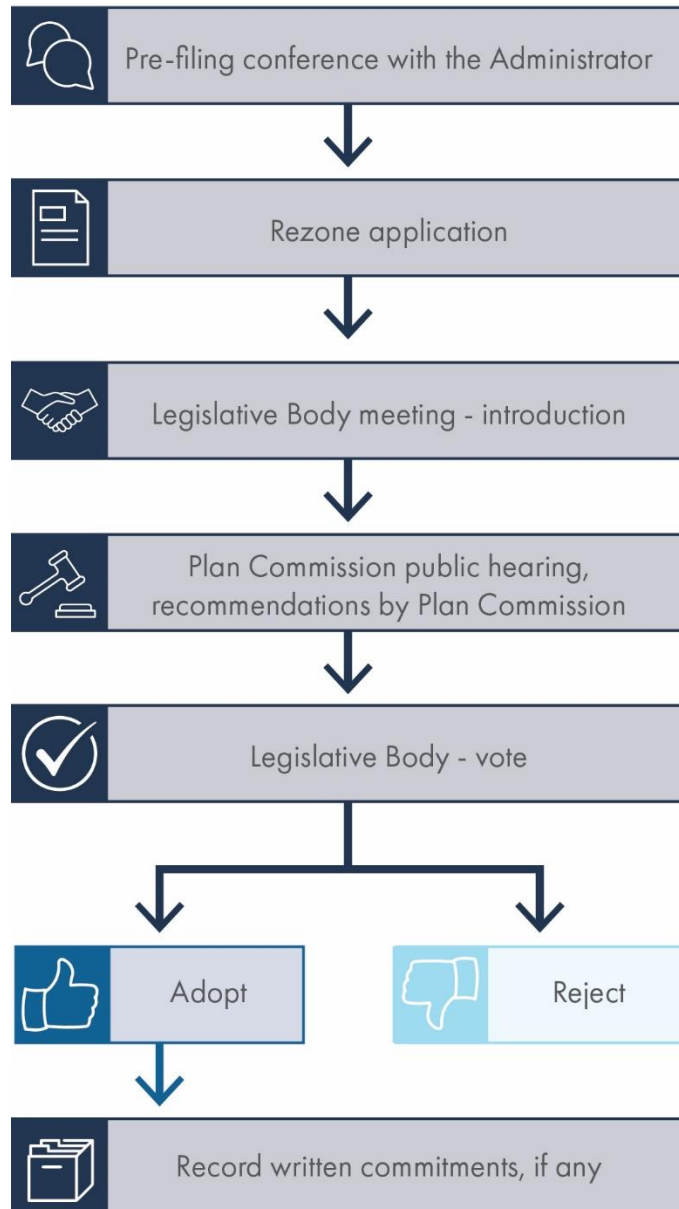 Pre-filing conference with the Administrator
Rezone application
Legislative Body meeting - introduction
Plan Commission public hearing,
recommendations by Plan Commission
Legislative Body - vote
Adopt
Reject
Record written commitments, if any